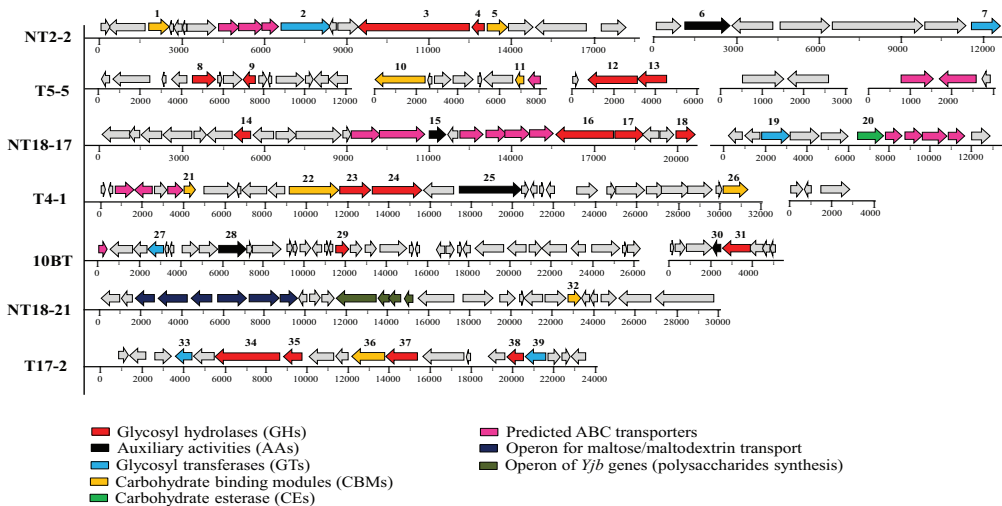 1 2 3 4 5 6 7
NT2-2
0 3000 6000 9000 14000 17000 0 3000 6000 9000 12000
8 9 10 11 12 13
T5-5
0 2000 4000 6000 8000 10000 12000 0 2000 4000 6000 8000 0 2000 4000 6000 0 1000 2000 3000 0 1000 2000 3000
14 15 16 17 18 19 20
NT18-17
0 3000 8000 11000 14000 17000 20000 0 2000 4000 6000 8000 10000 12000
21 22 23 24 25 26
T4-1
0 2000 4000 6000 8000 10000 12000 14000 16000 18000 20000 22000 24000 26000 28000 30000 32000 0 2000 4000
27 28 29 30 31
10BT
0 2000 4000 6000 8000 10000 12000 14000 16000 18000 20000 22000 24000 26000 0 2000 4000
32
NT18-21
0 2000 4000 6000 8000 10000 12000 14000 16000 18000 20000 22000 24000 26000 28000 30000
33 34 35 36 37 38 39
T17-2
0 2000 4000 6000 8000 10000 12000 14000 16000 18000 20000 22000 24000
Glycosyl hydrolases (GHs)
Auxiliary activities (AAs)
Glycosyl transferases (GTs)
Carbohydrate binding modules (CBMs)
Carbohydrate esterase (CEs)
Predicted ABC transporters
Operon for maltose/maltodextrin transport
Operon of Yjb genes (polysaccharides synthesis)